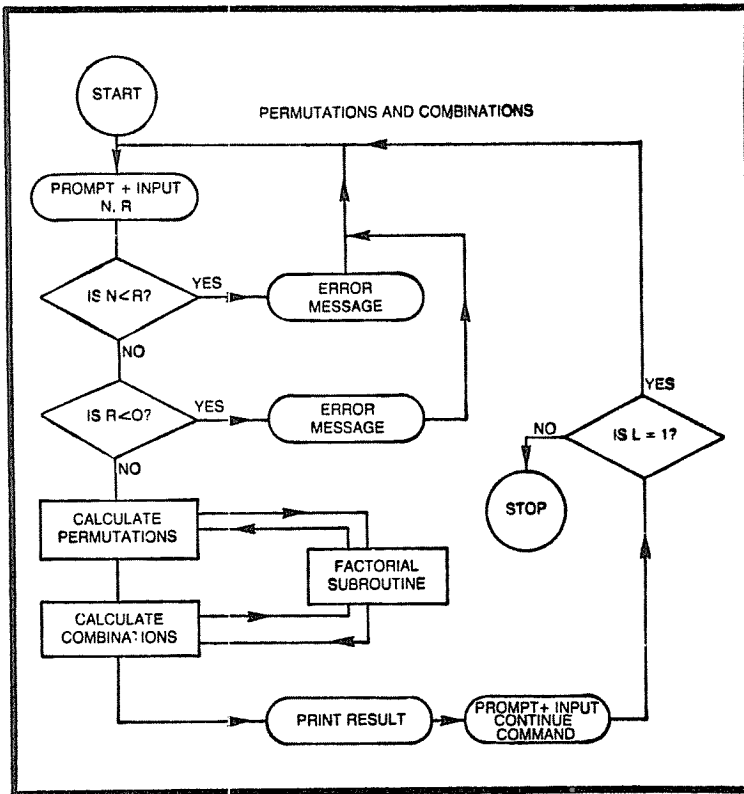 START
PERMUTATIONS AND COMBINATIONS
PROMPT + INPUT
N, R
IS N<R?
YES
ERROR
MESSAGE
NO
IS R<O?
YES
ERROR
MESSAGE
NO
YES
IS L = 1?
NO
STOP
CALCULATE
PERMUTATIONS
FACTORIAL
SUBROUTINE
CALCULATE
COMBINATIONS
PRINT RESULT
PROMPT+ INPUT
CONTINUE
COMMAND